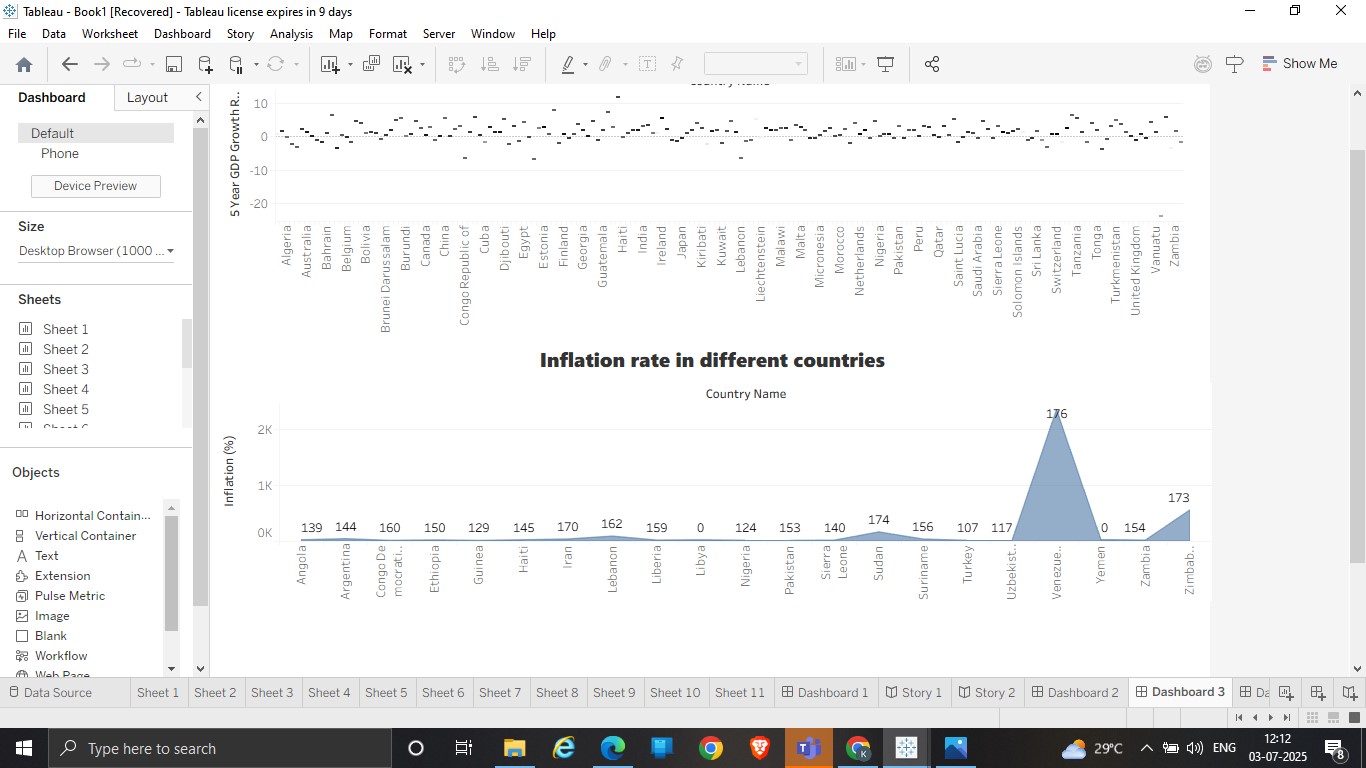 Tableau - Book1 [Recovered] - Tableau license expires in 9 days
File Data Worksheet Dashboard Story Analysis Map Format Server Window Help
Show Me
Dashboard Layout
Default
Phone
Device Preview
Size
Desktop Browser (1000 ...
Sheets
Sheet 1
Sheet 2
Sheet 3
Sheet 4
Sheet 5
Objects
Horizontal Contain...
Vertical Container
Text
Extension
Pulse Metric
Image
Blank
Workflow
Web Page
Country Name
5 Year GDP Growth R..
10
0
-10
-20
Algeria Australia Bahrain Belgium Bolivia Brunei Darussalam Burundi Canada China Congo Republic of Cuba Djibouti Egypt Estonia Finland Georgia Guatemala Haiti India Ireland Japan Kiribati Kuwait Lebanon Liechtenstein Malawi Malta Micronesia Morocco Netherlands Nigeria Pakistan Peru Qatar Saint Lucia Saudi Arabia Sierra Leone Solomon Islands Sri Lanka Switzerland Tanzania Tonga Turkmenistan United Kingdom Vanuatu Zambia
Inflation rate in different countries
Country Name
Inflation (%)
2K
1K
0K
139 144 160 150 129 145 170 162 159 0 124 153 140 174 156 107 117 176 0 154 173
Angola Argentina Congo De mocrati.. Ethiopia Guinea Haiti Iran Lebanon Liberia Libya Nigeria Pakistan Sierra Leone Sudan Suriname Turkey Uzbekist.. Venezue.. Yemen Zambia Zimbab..
Data Source Sheet 1 Sheet 2 Sheet 3 Sheet 4 Sheet 5 Sheet 6 Sheet 7 Sheet 8 Sheet 9 Sheet 10 Sheet 11 Dashboard 1 Story 1 Story 2 Dashboard 2 Dashboard 3 Da
Type here to search
29°C ENG
12:12
03-07-2025
8